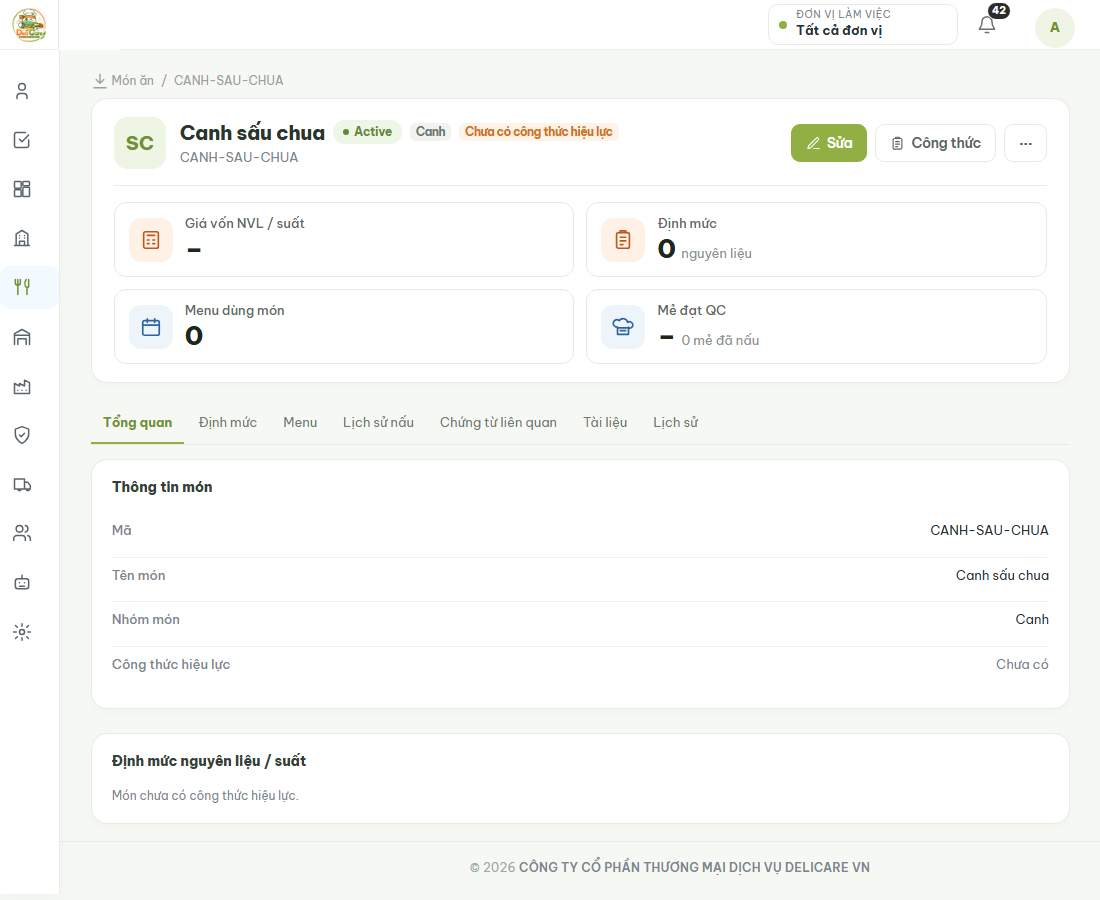 ĐƠN VỊ LÀM VIỆC
Tất cả đơn vị
42
A
Món ăn / CANH-SAU-CHUA
SC
Canh sấu chua
Active
Canh
Chưa có công thức hiệu lực
CANH-SAU-CHUA
Sửa
Công thức
...
Giá vốn NVL / suất
–
Định mức
0 nguyên liệu
Menu dùng món
0
Mẻ đạt QC
– 0 mẻ đã nấu
Tổng quan
Định mức
Menu
Lịch sử nấu
Chứng từ liên quan
Tài liệu
Lịch sử
Thông tin món
Mã CANH-SAU-CHUA
Tên món Canh sấu chua
Nhóm món Canh
Công thức hiệu lực Chưa có
Định mức nguyên liệu / suất
Món chưa có công thức hiệu lực.
© 2026 CÔNG TY CỔ PHẦN THƯƠNG MẠI DỊCH VỤ DELICARE VN